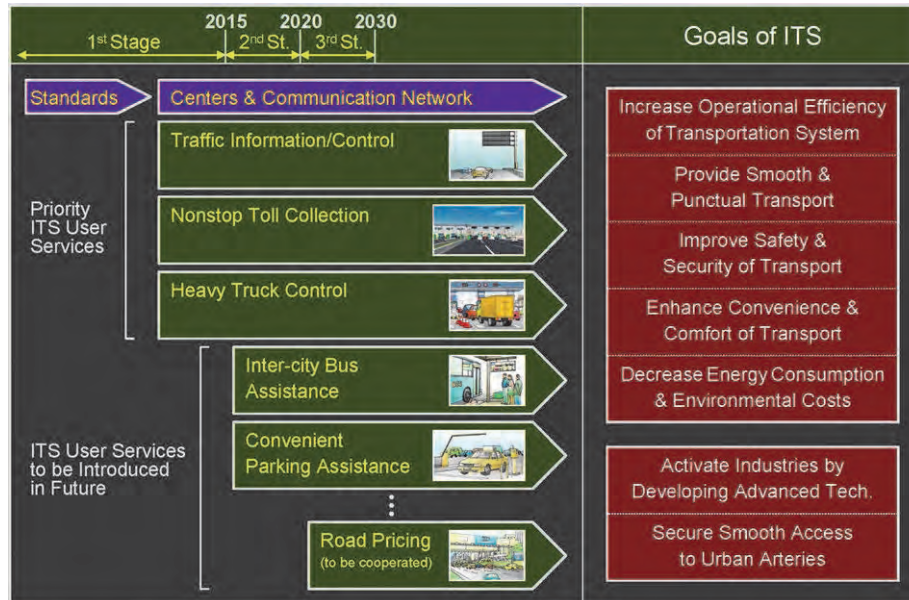 2015 2020 2030
1st Stage 2nd St. 3rd St.
Goals of ITS
Standards
Centers & Communication Network
Priority
ITS User
Services
Traffic Information/Control
Nonstop Toll Collection
Heavy Truck Control
ITS User Services
to be Introduced
in Future
Inter-city Bus
Assistance
Convenient
Parking Assistance
Road Pricing
(to be cooperated)
Increase Operational Efficiency
of Transportation System
Provide Smooth &
Punctual Transport
Improve Safety &
Security of Transport
Enhance Convenience &
Comfort of Transport
Decrease Energy Consumption
& Environmental Costs
Activate Industries by
Developing Advanced Tech.
Secure Smooth Access
to Urban Arteries